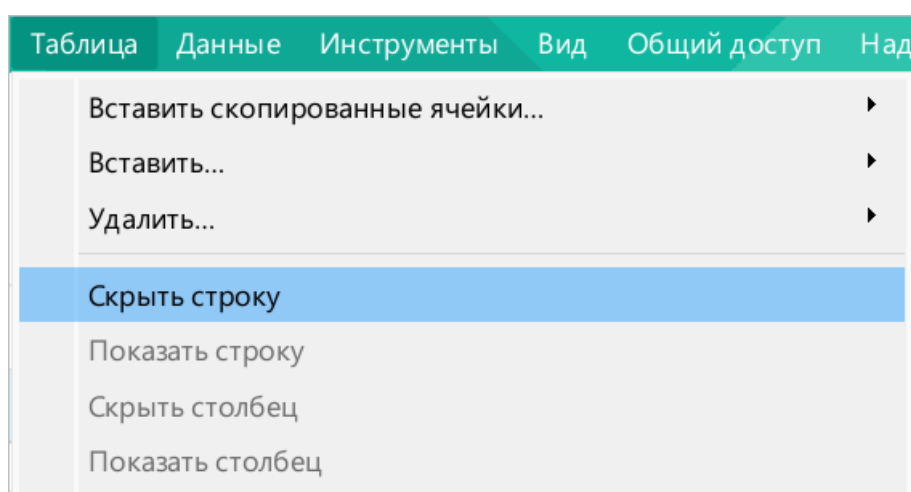 Таблица Данные Инструменты Вид Общий доступ Над
Вставить скопированные ячейки...
Вставить...
Удалить...
Скрыть строку
Показать строку
Скрыть столбец
Показать столбец